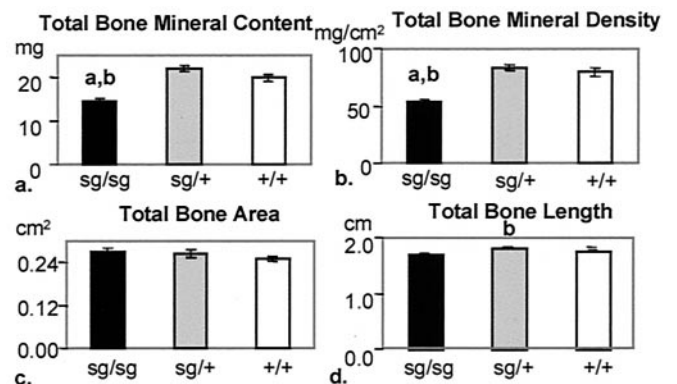 Total Bone Mineral Content
mg
20
10
0
a,b
sg/sg sg/+ +/+
a.
Total Bone Mineral Density
mg/cm²
100
50
0
a,b
sg/sg sg/+ +/+
b.
Total Bone Area
cm²
0.24
0.12
0.00
sg/sg sg/+ +/+
c.
Total Bone Length
cm
b
2.0
1.0
0.0
sg/sg sg/+ +/+
d.